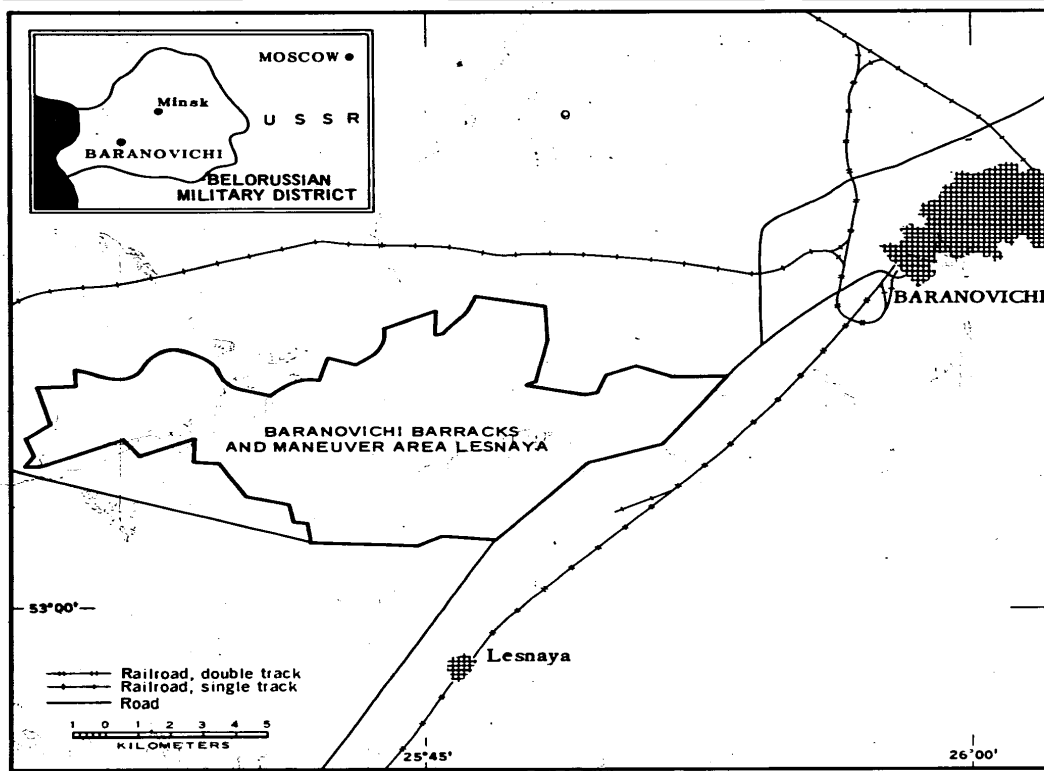 MOSCOW
Minsk
U S S R
BARANOVICHI
BELORUSSIAN
MILITARY DISTRICT
BARANOVICHI
BARANOVICHI BARRACKS
AND MANEUVER AREA LESNAYA
53°00'
Lesnaya
Railroad, double track
Railroad, single track
Road
1 0 1 2 3 4 5
KILOMETERS
25°45'
26°00'